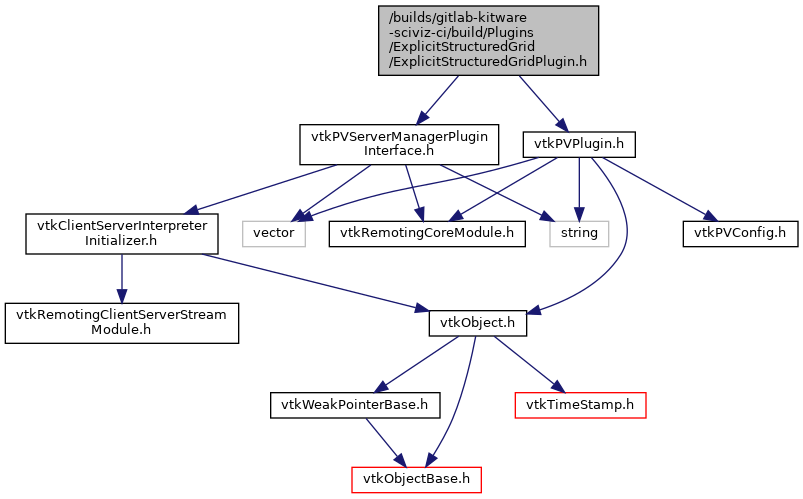 /builds/gitlab-kitware
-sciviz-ci/build/Plugins
/ExplicitStructuredGrid
/ExplicitStructuredGridPlugin.h
vtkPVServerManagerPlugin
Interface.h
vtkPVPlugin.h
vtkClientServerInterpreter
Initializer.h
vector
vtkRemotingCoreModule.h
string
vtkPVConfig.h
vtkRemotingClientServerStream
Module.h
vtkObject.h
vtkWeakPointerBase.h
vtkTimeStamp.h
vtkObjectBase.h